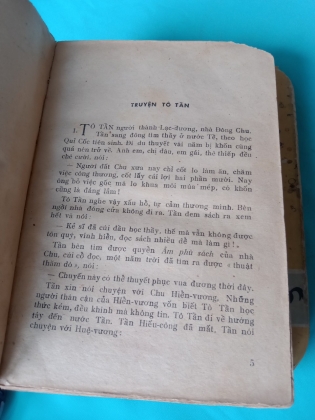 TRUYỆN TÔ TẦN
1. TÔ TẦN người thành Lạc-dương, nhà Đông Chu.
Tần sang đông tìm thầy ở nước Tề, theo học
Quỉ Cốc tiên sinh. Đi du thuyết vài năm bị khốn cùng
quá nên trở về. Anh em, chị dâu, em gái, thê thiếp đều
chê cười, nói :
— Người đất Chu xưa nay chỉ cốt lo làm ăn, chăm
việc công thương, cốt lấy cái lợi hai phần mười. Nay
ông bỏ việc gốc mà lo khua môi múa mép, có khốn
cùng là đáng lắm !
Tô Tần nghe vậy xấu hổ, tự cảm thương mình. Bèn
ngồi nhà đóng cửa không đi ra. Tần đem sách ra xem
hết và nói :
— Kẻ sĩ đã cúi đầu học thầy, thế mà vẫn không được
tôn quý, vinh hiển, đọc sách nhiều để mà làm gì !.
Tần bèn tìm được quyển Âm phù sách của nhà
Chu, cúi cổ đọc, một năm trời đã tìm ra được « thuật
thăm dò », nói :
— Chuyến này có thể thuyết phục vua đương thời đây.
Tần xin nói chuyện với Chu Hiển-vương. Những
người thân cận của Hiển-vương vốn biết Tô Tần học
thức kém, đều khinh mà không tin. Tô Tần đi về hướng
tây đến nước Tần. Tần Hiếu-công đã mất. Tần nói
chuyện với Huệ-vương :
5